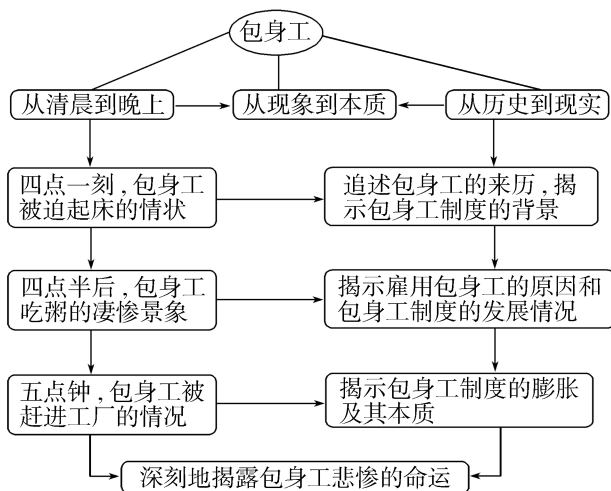 包身工
从清晨到晚上
从现象到本质
从历史到现实
四点一刻,包身工
被迫起床的情状
追述包身工的来历,揭
示包身工制度的背景
四点半后,包身工
吃粥的凄惨景象
揭示雇用包身工的原因和
包身工制度的发展情况
五点钟,包身工被
赶进工厂的情况
揭示包身工制度的膨胀
及其本质
深刻地揭露包身工悲惨的命运